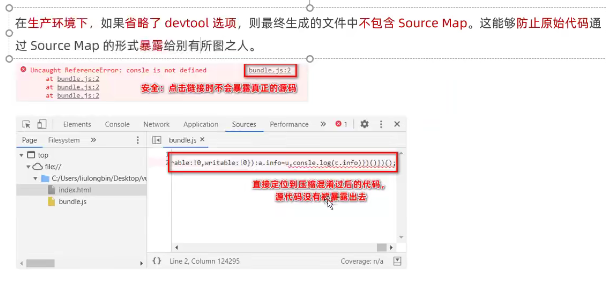 在生产环境下，如果省略了 devtool 选项，则最终生成的文件中不包含 Source Map。这能够防止原始代码通
过 Source Map 的形式暴露给别有所图之人。
Uncaught ReferenceError: consle is not defined
bundle.js:2
at bundle.js:2
at bundle.js:2
at bundle.js:2
安全：点击链接时不会暴露真正的源码
Elements Console Network Sources Performance » 1
Page Filesystem »
bundle.js ×
top
file://
C:/Users/liulongbin/Desktop/
index.html
bundle.js
nable:!0,writable:!0}):a.info=u,consle.log(c.info)})()})();
直接定位到压缩混淆过后的代码，
源代码没有被暴露出去
{} Line 2, Column 124295 Coverage: n/a